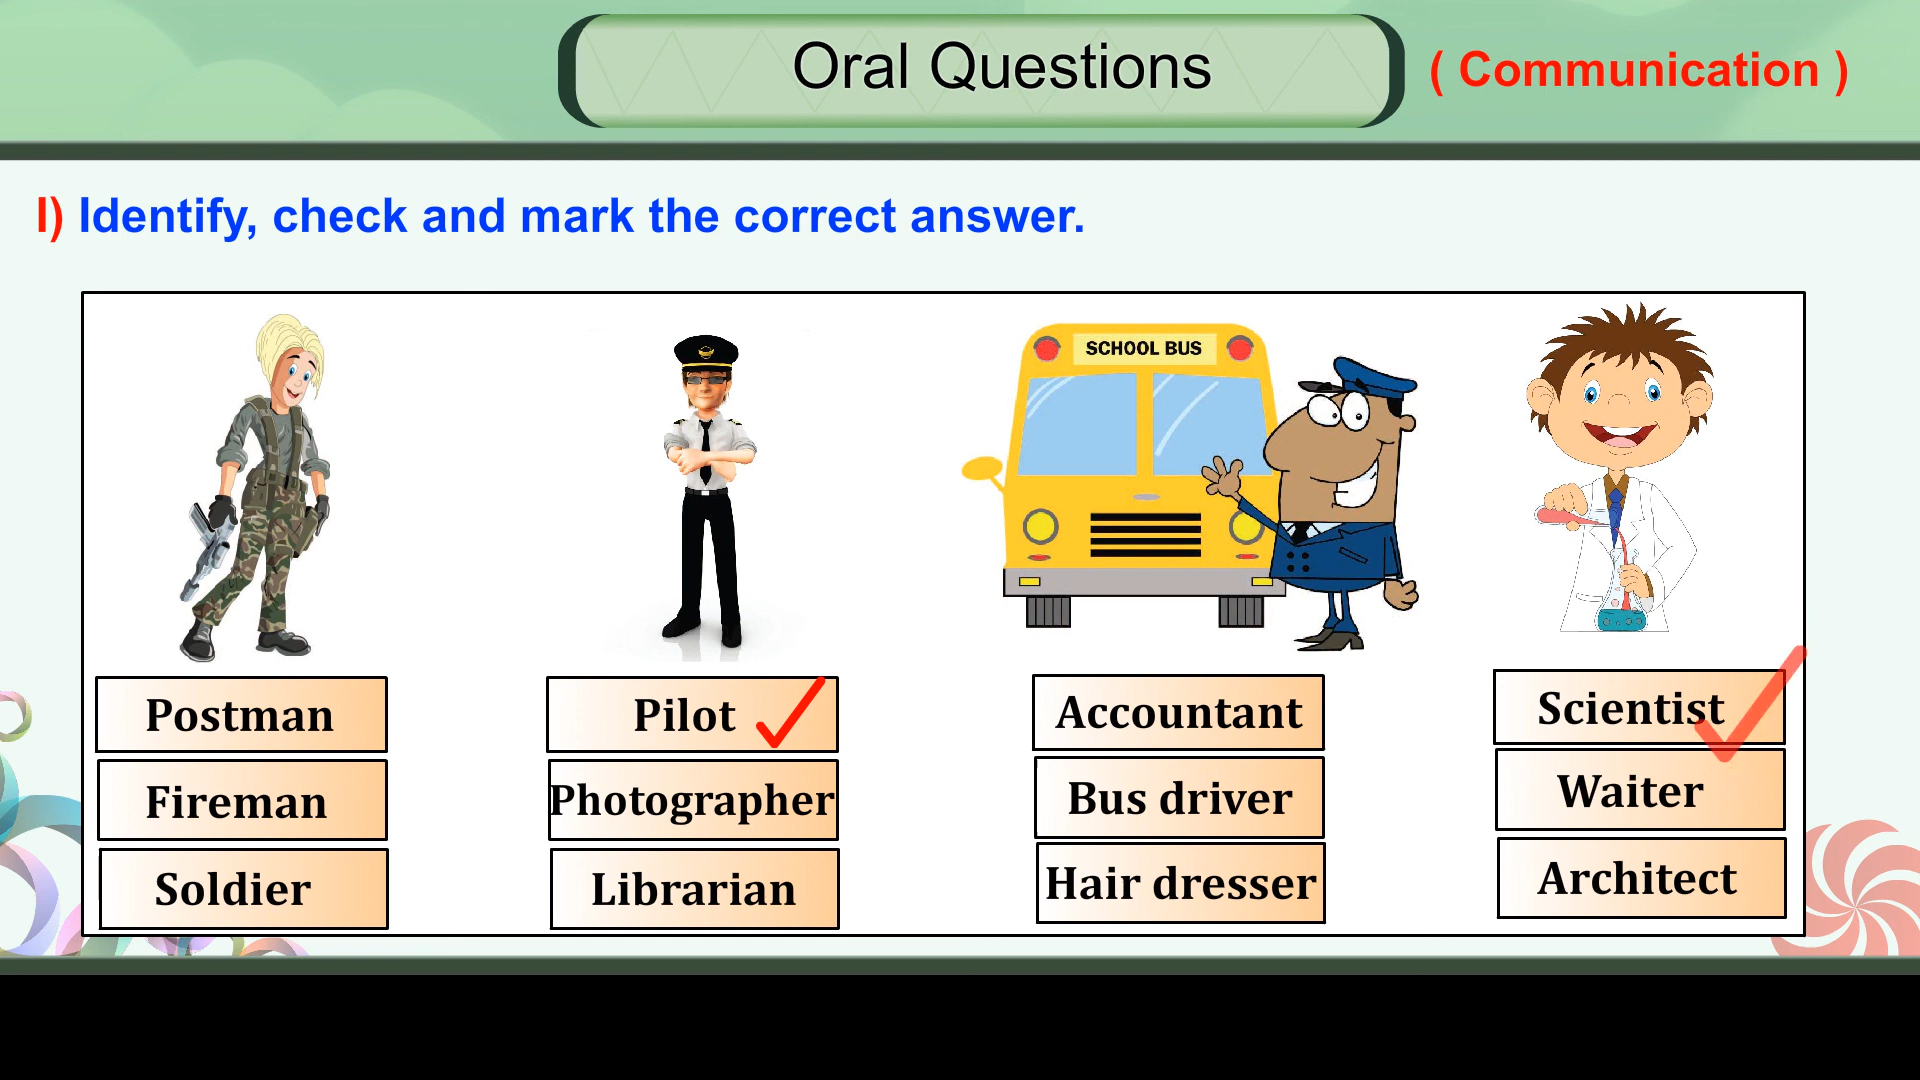 Oral Questions
( Communication )
I) Identify, check and mark the correct answer.
SCHOOL BUS
Postman
Fireman
Soldier
Pilot
Photographer
Librarian
Accountant
Bus driver
Hair dresser
Scientist
Waiter
Architect